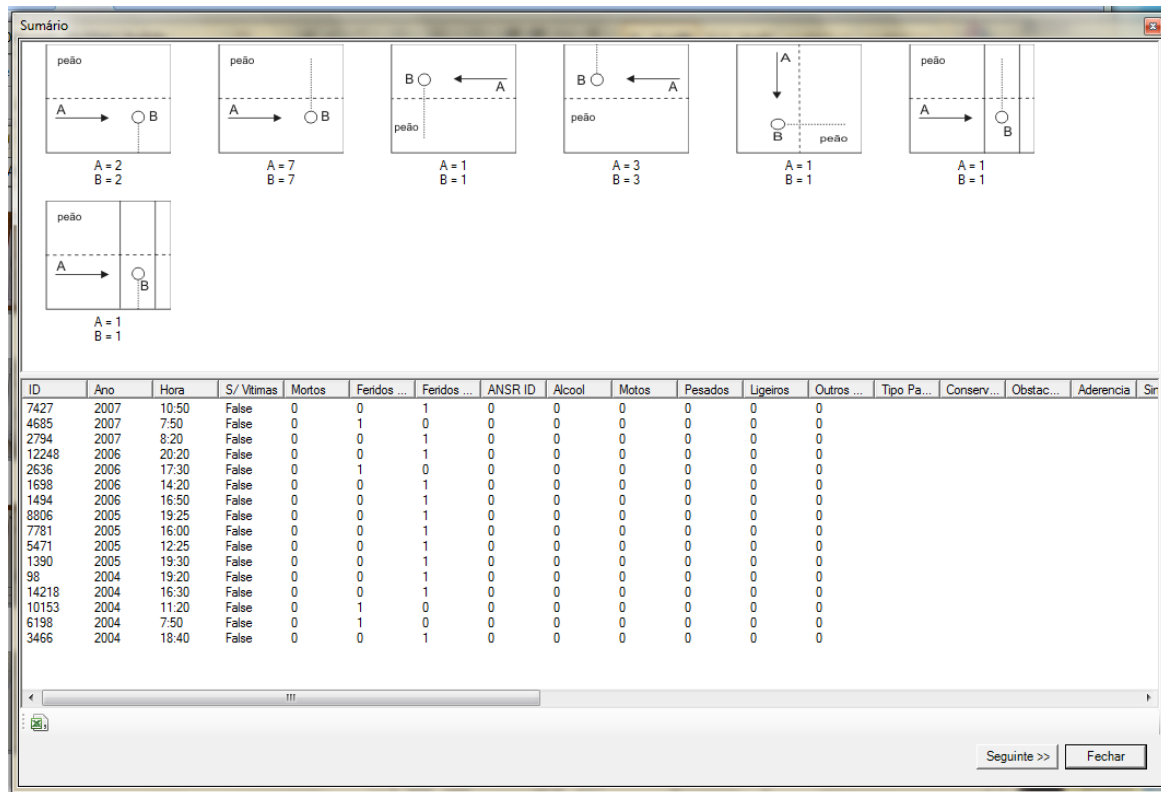 Sumário
peão
A
B
A = 2
B = 2
peão
A
B
A = 7
B = 7
B
A
peão
A = 1
B = 1
B
A
peão
A = 3
B = 3
A
B
peão
A = 1
B = 1
peão
A
B
A = 1
B = 1
peão
A
B
A = 1
B = 1
ID Ano Hora S/ Vítimas Mortos Feridos ... Feridos ... ANSR ID Alcool Motos Pesados Ligeiros Outros ... Tipo Pa... Conserv... Obstac... Aderencia Sin
7427 2007 10:50 False 0 0 1 0 0 0 0 0 0
4685 2007 7:50 False 0 1 0 0 0 0 0 0 0
2794 2007 8:20 False 0 0 1 0 0 0 0 0 0
12248 2006 20:20 False 0 0 1 0 0 0 0 0 0
2636 2006 17:30 False 0 1 0 0 0 0 0 0 0
1698 2006 14:20 False 0 0 1 0 0 0 0 0 0
1494 2006 16:50 False 0 0 1 0 0 0 0 0 0
8806 2005 19:25 False 0 0 1 0 0 0 0 0 0
7781 2005 16:00 False 0 0 1 0 0 0 0 0 0
5471 2005 12:25 False 0 0 1 0 0 0 0 0 0
1390 2005 19:30 False 0 0 1 0 0 0 0 0 0
98 2004 19:20 False 0 0 1 0 0 0 0 0 0
14218 2004 16:30 False 0 0 1 0 0 0 0 0 0
10153 2004 11:20 False 0 1 0 0 0 0 0 0 0
6198 2004 7:50 False 0 1 0 0 0 0 0 0 0
3466 2004 18:40 False 0 0 1 0 0 0 0 0 0
Seguinte >> Fechar